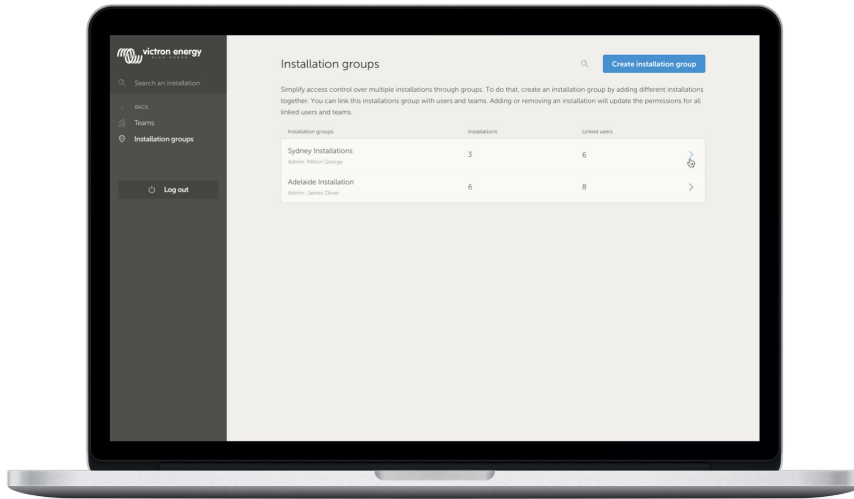 victron energy
BLUE POWER
Search an installation
BACK
Teams
Installation groups
Log out
Installation groups
Create installation group
Simplify access control over multiple installations through groups. To do that, create an installation group by adding different installations
together. You can link this installations group with users and teams. Adding or removing an installation will update the permissions for all
linked users and teams.
Installation groups Installations Linked users
Sydney Installations 3 6
Admin: Milton George
Adelaide Installation 6 8
Admin: James Oliver